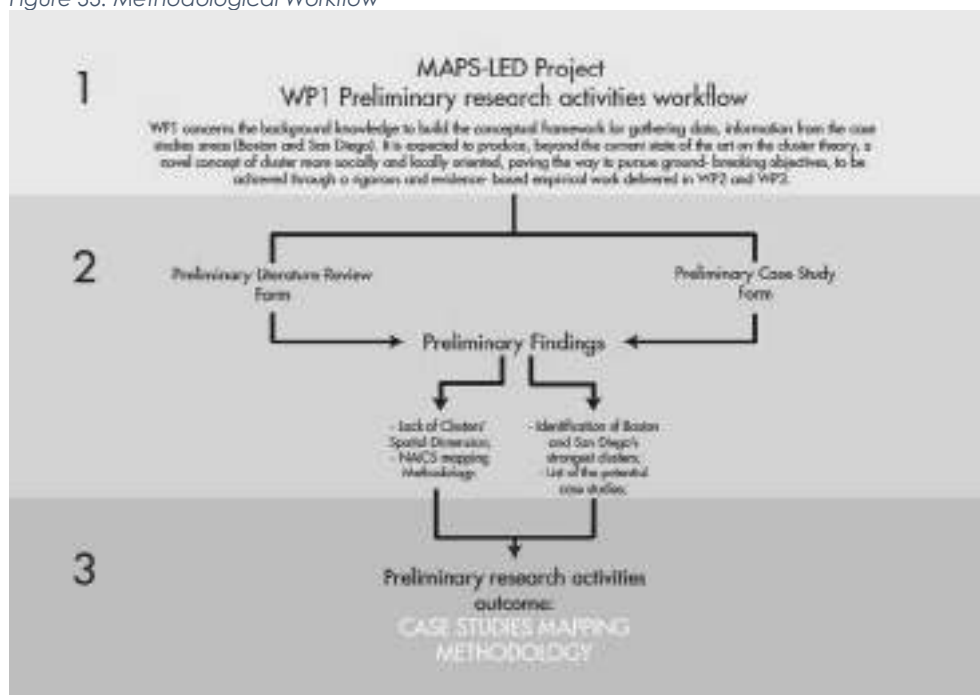 Figure 33: Methodological Workflow
1
MAPS-LED Project
WP1 Preliminary research activities workflow
WP1 concerns the background knowledge to build the conceptual framework for gathering data, information from the case
studies areas (Boston and San Diego). It is expected to produce, beyond the current state of the art on the cluster theory, a
novel concept of cluster more socially and locally oriented, paving the way to pursue ground- breaking objectives, to be
achieved through a rigorous and evidence- based empirical work delivered in WP2 and WP3.
2
Preliminary Literature Review
Form
Preliminary Case Study
Form
Preliminary Findings
- Lack of Clusters'
Spatial Dimension;
- NAICS mapping
Methodology
- Identification of Boston
and San Diego's
strongest clusters;
- List of the potential
case studies;
3
Preliminary research activities
outcome:
CASE STUDIES MAPPING
METHODOLOGY